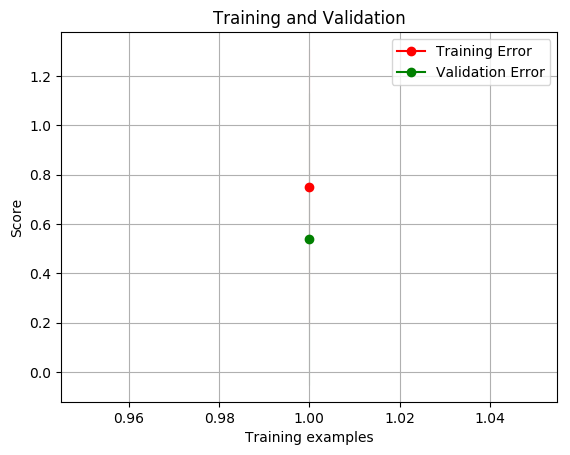 Training and Validation
Training Error
Validation Error
1.2
1.0
0.8
0.6
0.4
0.2
0.0
Score
0.96
0.98
1.00
1.02
1.04
Training examples